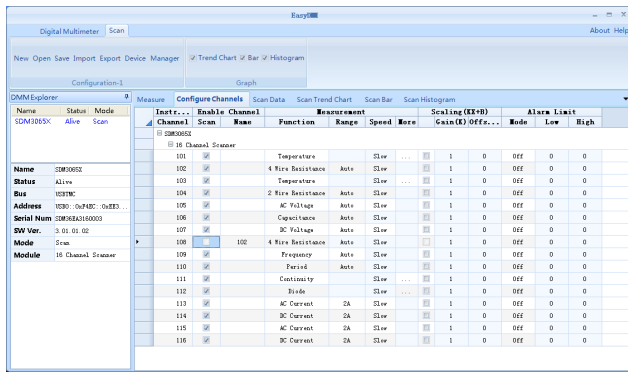 Easy
Digital Multimeter Scan About Help
New Open Save Import Export Device Manager Trend Chart Bar Histogram
Configuration-1 Graph
DMM Explorer
Name Status Mode
SDM3065X Alive Scan
Name SDM3065X
Status Alive
Bus USBTMC
Address USB0::0xF4EC::0xEE3...
Serial Num SDM36EA3160003
SW Ver. 3.01.01.02
Mode Scan
Module 16 Channel Scanner
Measure Configure Channels Scan Data Scan Trend Chart Scan Bar Scan Histogram
Instr... Enable Channel Measurement Scaling(KX+B) Alarm Limit
Channel Scan Name Function Range Speed More Gain(K) Offs... Mode Low High
SDM3065X
16 Channel Scanner
101 Temperature Slow ... 1 0 Off 0 0
102 4 Wire Resistance Auto Slow 1 0 Off 0 0
103 Temperature Slow ... 1 0 Off 0 0
104 2 Wire Resistance Auto Slow 1 0 Off 0 0
105 AC Voltage Auto Slow 1 0 Off 0 0
106 Capacitance Auto Slow 1 0 Off 0 0
107 DC Voltage Auto Slow 1 0 Off 0 0
108 102 4 Wire Resistance Auto Slow 1 0 Off 0 0
109 Frequency Auto Slow 1 0 Off 0 0
110 Period Auto Slow 1 0 Off 0 0
111 Continuity Slow ... 1 0 Off 0 0
112 Diode Slow ... 1 0 Off 0 0
113 AC Current 2A Slow 1 0 Off 0 0
114 DC Current 2A Slow 1 0 Off 0 0
115 AC Current 2A Slow 1 0 Off 0 0
116 DC Current 2A Slow 1 0 Off 0 0